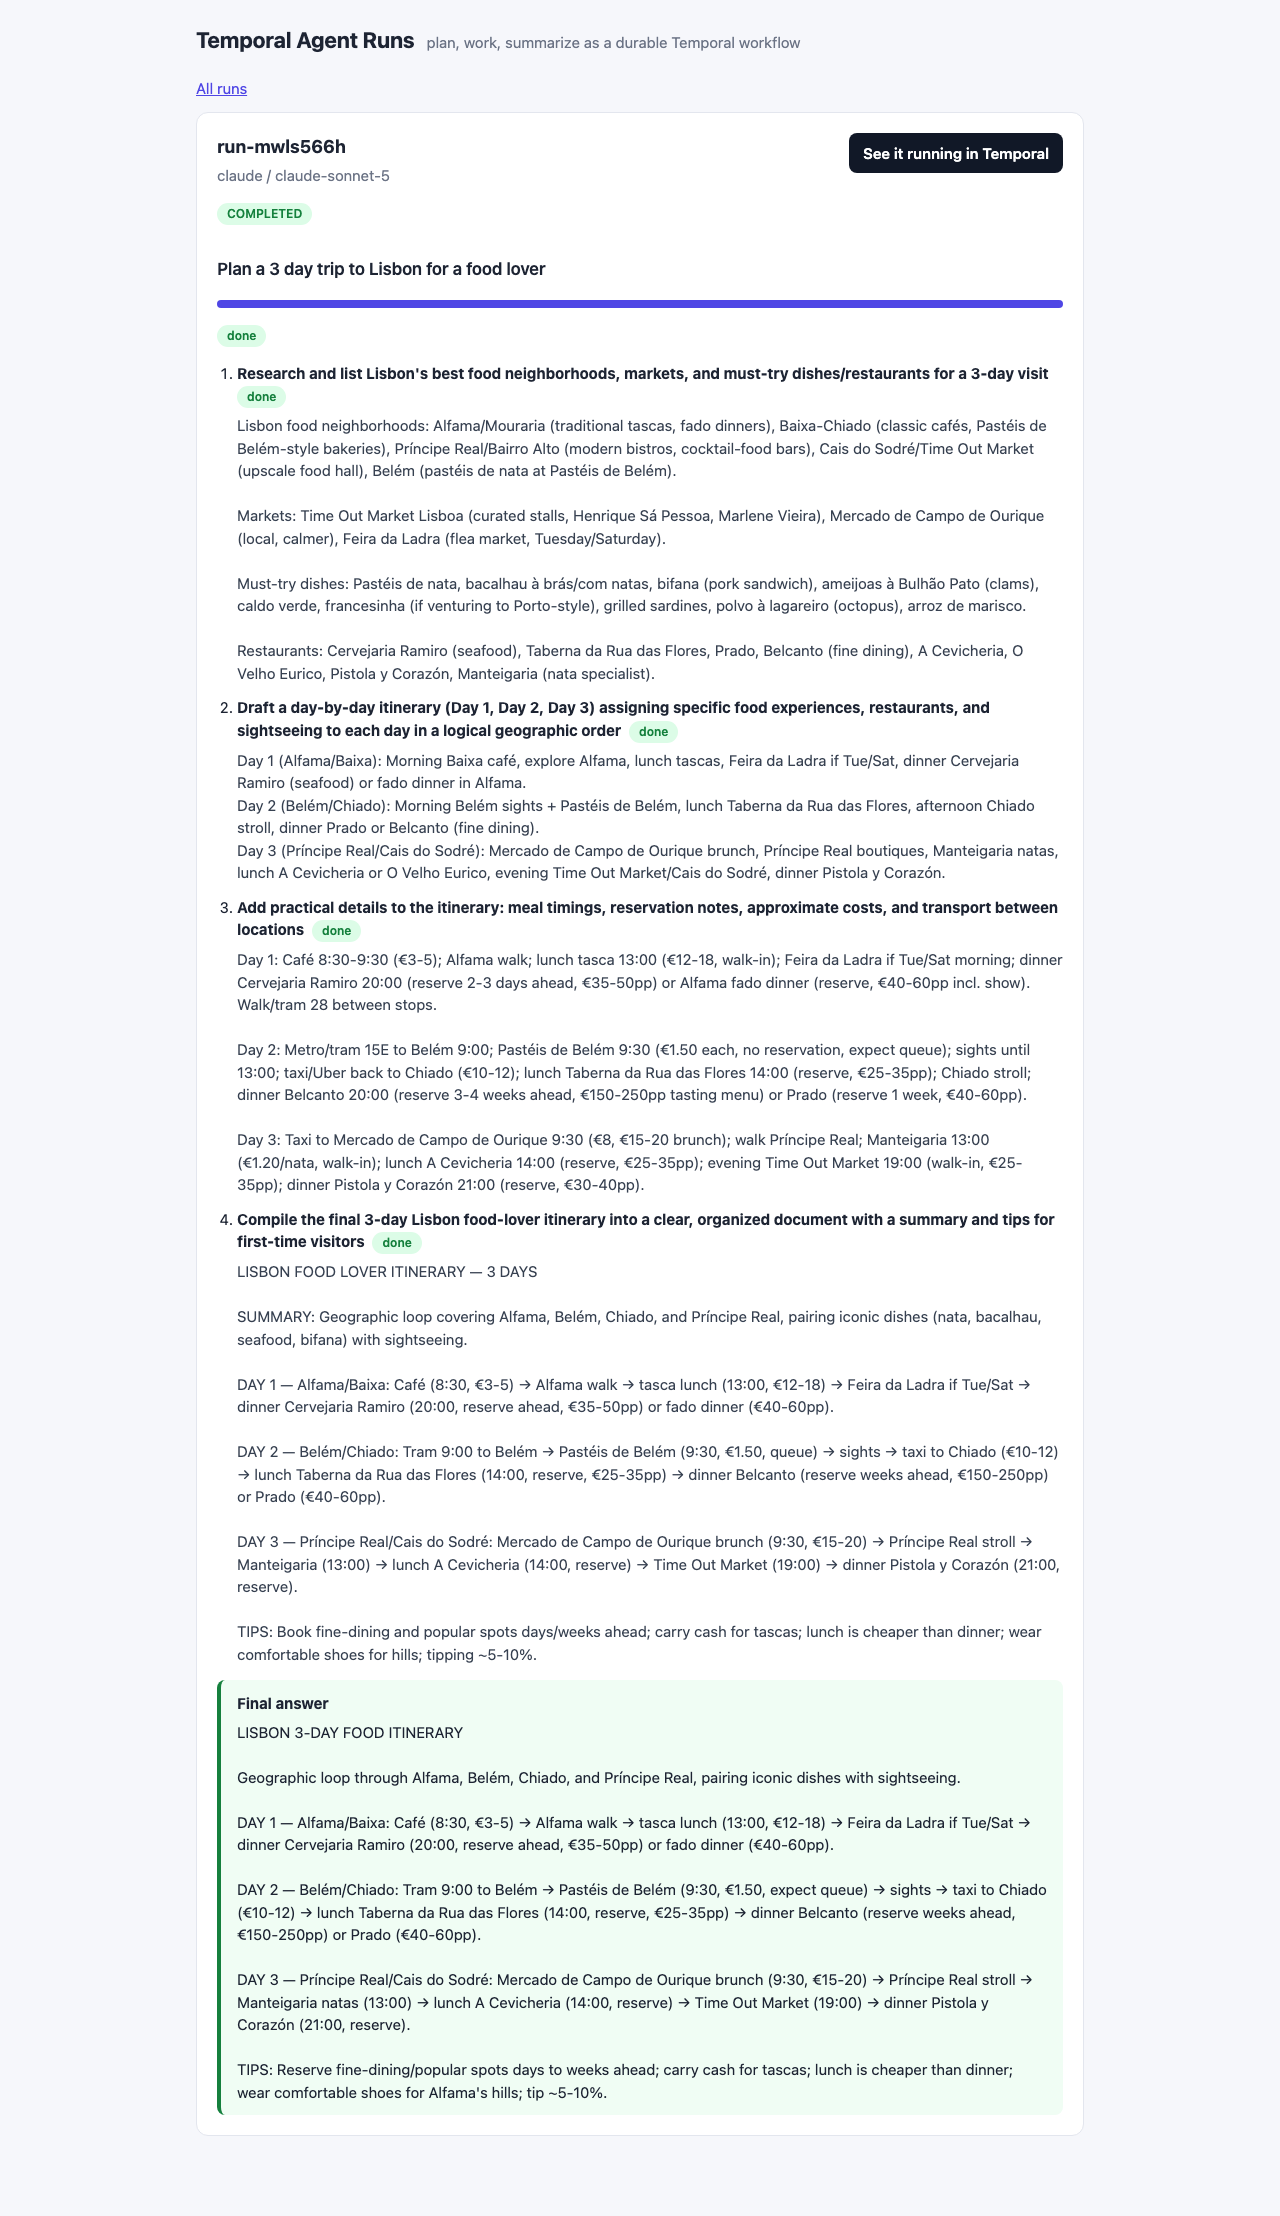 Temporal Agent Runs plan, work, summarize as a durable Temporal workflow
All runs
run-mwls566h
See it running in Temporal
claude / claude-sonnet-5
COMPLETED
Plan a 3 day trip to Lisbon for a food lover
done
1. Research and list Lisbon's best food neighborhoods, markets, and must-try dishes/restaurants for a 3-day visit
done
Lisbon food neighborhoods: Alfama/Mouraria (traditional tascas, fado dinners), Baixa-Chiado (classic cafés, Pastéis de
Belém-style bakeries), Príncipe Real/Bairro Alto (modern bistros, cocktail-food bars), Cais do Sodré/Time Out Market
(upscale food hall), Belém (pastéis de nata at Pastéis de Belém).
Markets: Time Out Market Lisboa (curated stalls, Henrique Sá Pessoa, Marlene Vieira), Mercado de Campo de Ourique
(local, calmer), Feira da Ladra (flea market, Tuesday/Saturday).
Must-try dishes: Pastéis de nata, bacalhau à brás/com natas, bifana (pork sandwich), ameijoas à Bulhão Pato (clams),
caldo verde, francesinha (if venturing to Porto-style), grilled sardines, polvo à lagareiro (octopus), arroz de marisco.
Restaurants: Cervejaria Ramiro (seafood), Taberna da Rua das Flores, Prado, Belcanto (fine dining), A Cevicheria, O
Velho Eurico, Pistola y Corazón, Manteigaria (nata specialist).
2. Draft a day-by-day itinerary (Day 1, Day 2, Day 3) assigning specific food experiences, restaurants, and
sightseeing to each day in a logical geographic order done
Day 1 (Alfama/Baixa): Morning Baixa café, explore Alfama, lunch tascas, Feira da Ladra if Tue/Sat, dinner Cervejaria
Ramiro (seafood) or fado dinner in Alfama.
Day 2 (Belém/Chiado): Morning Belém sights + Pastéis de Belém, lunch Taberna da Rua das Flores, afternoon Chiado
stroll, dinner Prado or Belcanto (fine dining).
Day 3 (Príncipe Real/Cais do Sodré): Mercado de Campo de Ourique brunch, Príncipe Real boutiques, Manteigaria natas,
lunch A Cevicheria or O Velho Eurico, evening Time Out Market/Cais do Sodré, dinner Pistola y Corazón.
3. Add practical details to the itinerary: meal timings, reservation notes, approximate costs, and transport between
locations done
Day 1: Café 8:30-9:30 (€3-5); Alfama walk; lunch tasca 13:00 (€12-18, walk-in); Feira da Ladra if Tue/Sat morning; dinner
Cervejaria Ramiro 20:00 (reserve 2-3 days ahead, €35-50pp) or Alfama fado dinner (reserve, €40-60pp incl. show).
Walk/tram 28 between stops.
Day 2: Metro/tram 15E to Belém 9:00; Pastéis de Belém 9:30 (€1.50 each, no reservation, expect queue); sights until
13:00; taxi/Uber back to Chiado (€10-12); lunch Taberna da Rua das Flores 14:00 (reserve, €25-35pp); Chiado stroll;
dinner Belcanto 20:00 (reserve 3-4 weeks ahead, €150-250pp tasting menu) or Prado (reserve 1 week, €40-60pp).
Day 3: Taxi to Mercado de Campo de Ourique 9:30 (€8, €15-20 brunch); walk Príncipe Real; Manteigaria 13:00
(€1.20/nata, walk-in); lunch A Cevicheria 14:00 (reserve, €25-35pp); evening Time Out Market 19:00 (walk-in, €25-
35pp); dinner Pistola y Corazón 21:00 (reserve, €30-40pp).
4. Compile the final 3-day Lisbon food-lover itinerary into a clear, organized document with a summary and tips for
first-time visitors done
LISBON FOOD LOVER ITINERARY — 3 DAYS
SUMMARY: Geographic loop covering Alfama, Belém, Chiado, and Príncipe Real, pairing iconic dishes (nata, bacalhau,
seafood, bifana) with sightseeing.
DAY 1 — Alfama/Baixa: Café (8:30, €3-5) → Alfama walk → tasca lunch (13:00, €12-18) → Feira da Ladra if Tue/Sat →
dinner Cervejaria Ramiro (20:00, reserve ahead, €35-50pp) or fado dinner (€40-60pp).
DAY 2 — Belém/Chiado: Tram 9:00 to Belém → Pastéis de Belém (9:30, €1.50, queue) → sights → taxi to Chiado (€10-12)
→ lunch Taberna da Rua das Flores (14:00, reserve, €25-35pp) → dinner Belcanto (reserve weeks ahead, €150-250pp)
or Prado (€40-60pp).
DAY 3 — Príncipe Real/Cais do Sodré: Mercado de Campo de Ourique brunch (9:30, €15-20) → Príncipe Real stroll →
Manteigaria (13:00) → lunch A Cevicheria (14:00, reserve) → Time Out Market (19:00) → dinner Pistola y Corazón (21:00,
reserve).
TIPS: Book fine-dining and popular spots days/weeks ahead; carry cash for tascas; lunch is cheaper than dinner; wear
comfortable shoes for hills; tipping ~5-10%.
Final answer
LISBON 3-DAY FOOD ITINERARY
Geographic loop through Alfama, Belém, Chiado, and Príncipe Real, pairing iconic dishes with sightseeing.
DAY 1 — Alfama/Baixa: Café (8:30, €3-5) → Alfama walk → tasca lunch (13:00, €12-18) → Feira da Ladra if Tue/Sat →
dinner Cervejaria Ramiro (20:00, reserve ahead, €35-50pp) or fado dinner (€40-60pp).
DAY 2 — Belém/Chiado: Tram 9:00 to Belém → Pastéis de Belém (9:30, €1.50, expect queue) → sights → taxi to Chiado
(€10-12) → lunch Taberna da Rua das Flores (14:00, reserve, €25-35pp) → dinner Belcanto (reserve weeks ahead,
€150-250pp) or Prado (€40-60pp).
DAY 3 — Príncipe Real/Cais do Sodré: Mercado de Campo de Ourique brunch (9:30, €15-20) → Príncipe Real stroll →
Manteigaria natas (13:00) → lunch A Cevicheria (14:00, reserve) → Time Out Market (19:00) → dinner Pistola y
Corazón (21:00, reserve).
TIPS: Reserve fine-dining/popular spots days to weeks ahead; carry cash for tascas; lunch is cheaper than dinner;
wear comfortable shoes for Alfama's hills; tip ~5-10%.